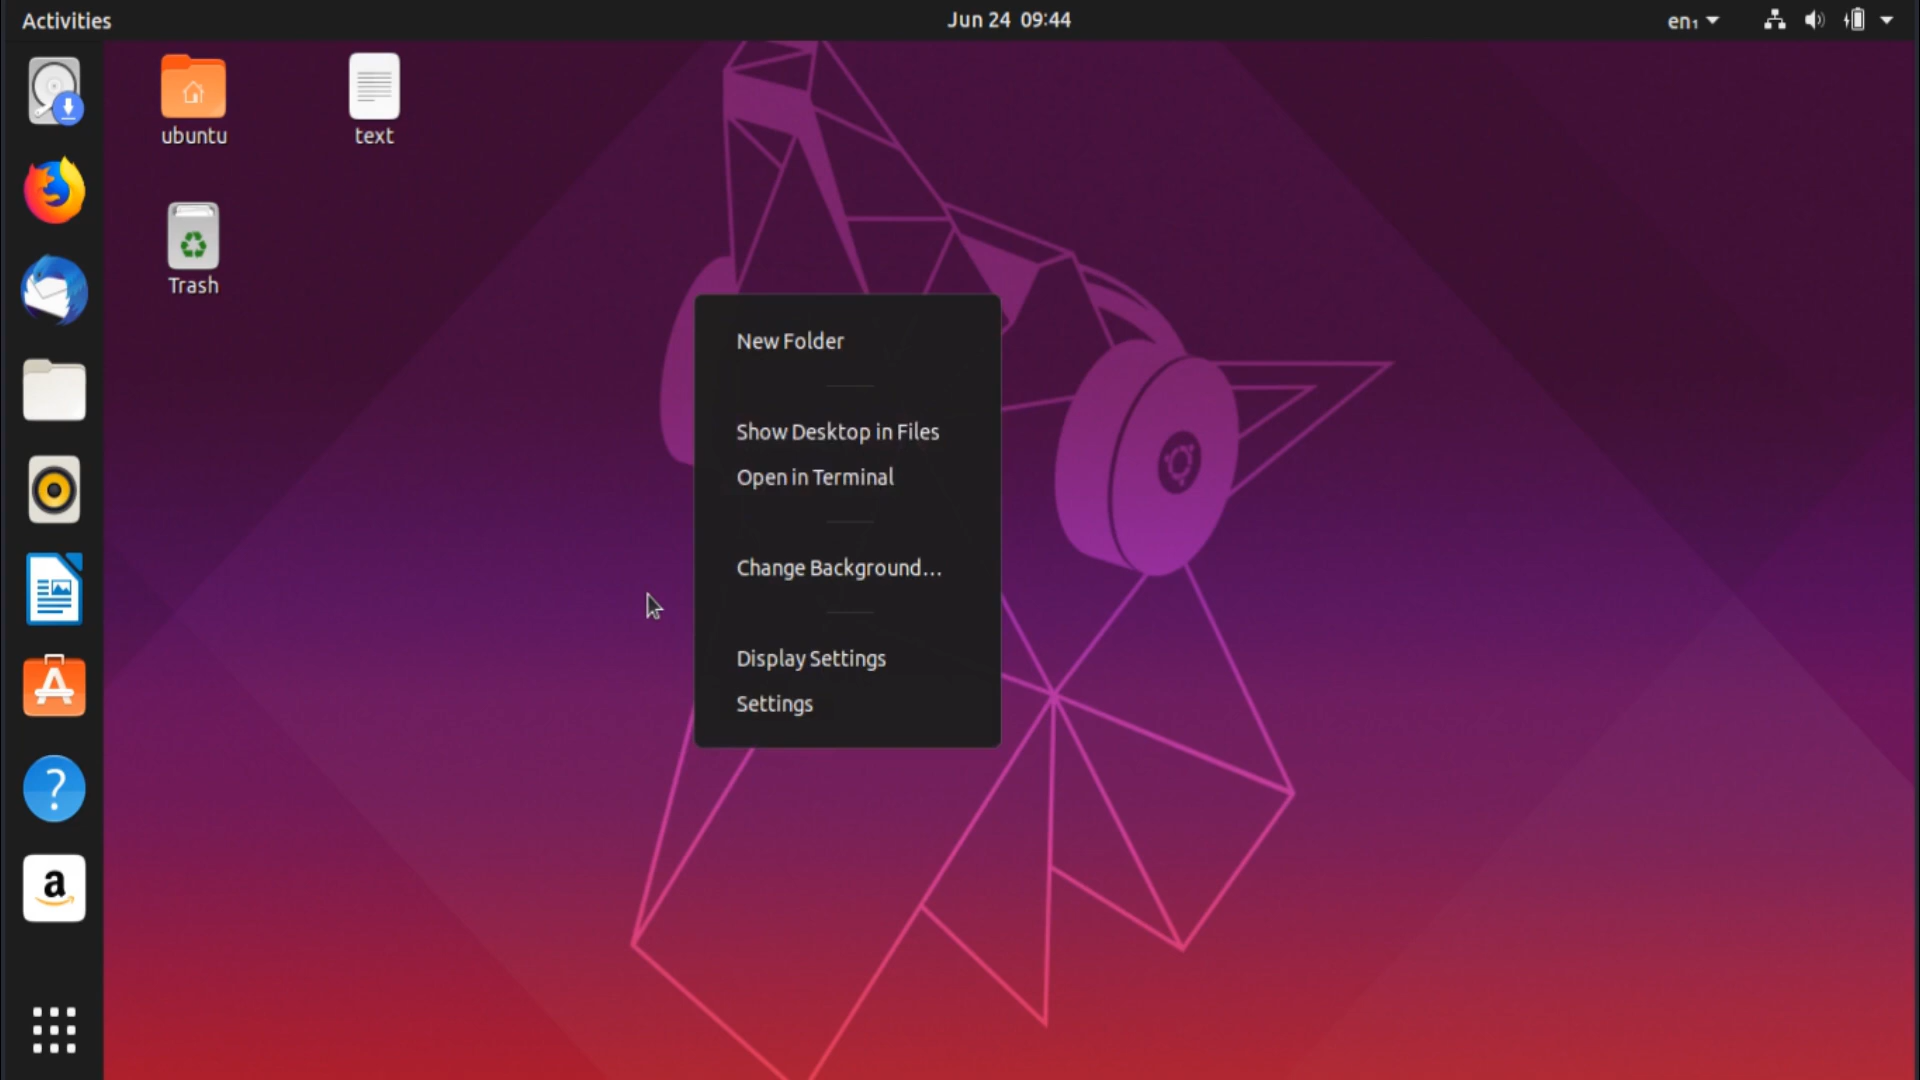 Activities
Jun 24 09:44
en₁
ubuntu
text
Trash
New Folder
Show Desktop in Files
Open in Terminal
Change Background...
Display Settings
Settings
?
a